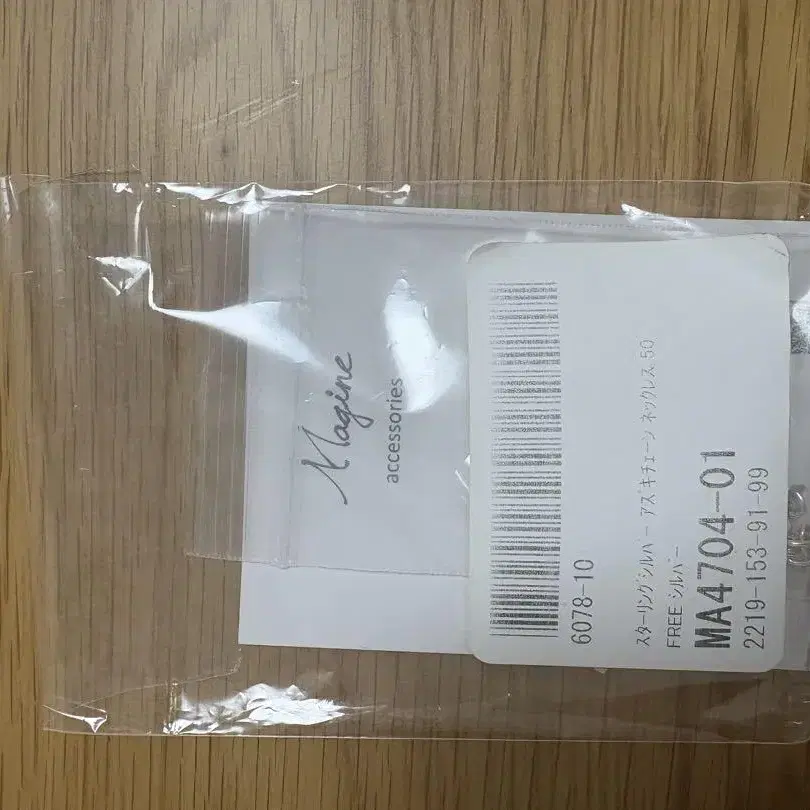 Magine
accessories
6078-10
スターリングシルバー アズキチェーン ネックレス 50
FREE シルバー
MA4704-01
2219-153-91-99